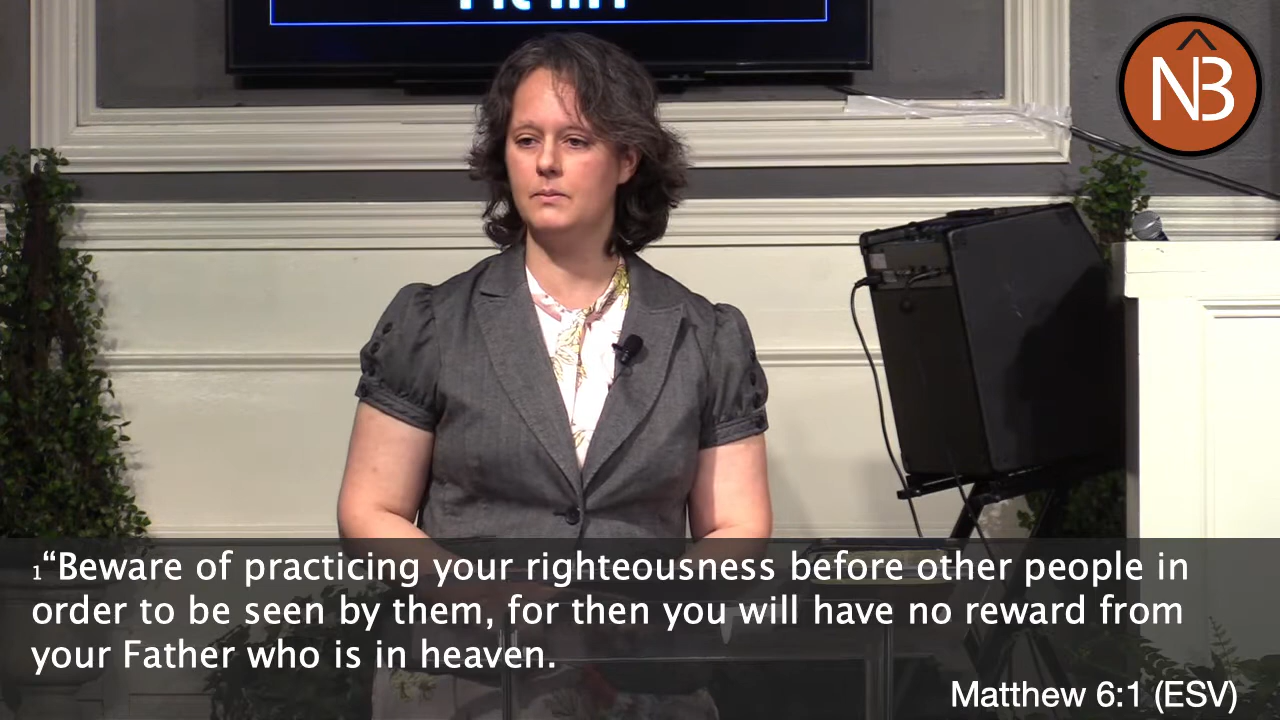 NB
1“Beware of practicing your righteousness before other people in
order to be seen by them, for then you will have no reward from
your Father who is in heaven.
Matthew 6:1 (ESV)